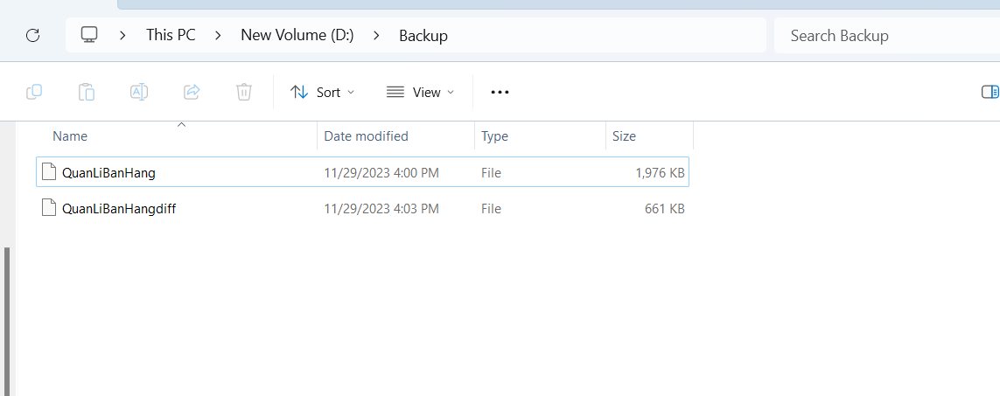 This PC > New Volume (D:) > Backup
Search Backup
Sort
View
Name Date modified Type Size
QuanLiBanHang 11/29/2023 4:00 PM File 1,976 KB
QuanLiBanHangdiff 11/29/2023 4:03 PM File 661 KB